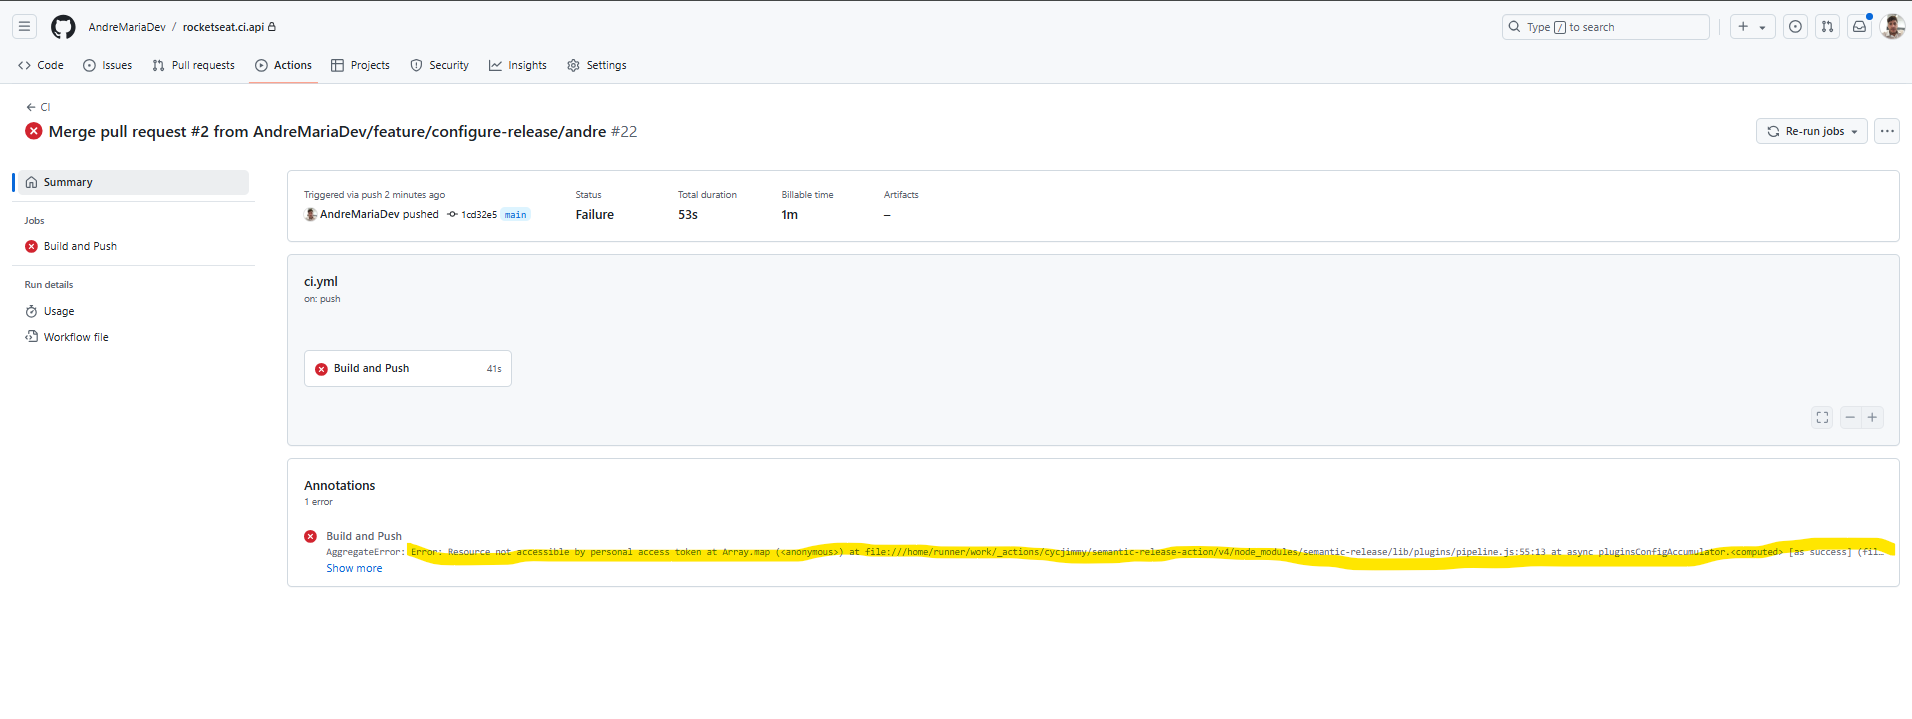 AndreMariaDev / rocketseat.ci.api
Type / to search
Code
Issues
Pull requests
Actions
Projects
Security
Insights
Settings
← CI
Merge pull request #2 from AndreMariaDev/feature/configure-release/andre #22
Re-run jobs
Summary
Jobs
Build and Push
Run details
Usage
Workflow file
Triggered via push 2 minutes ago
AndreMariaDev pushed 1cd32e5 main
Status
Failure
Total duration
53s
Billable time
1m
Artifacts
–
ci.yml
on: push
Build and Push 41s
Annotations
1 error
Build and Push
AggregateError: Error: Resource not accessible by personal access token at Array.map (<anonymous>) at file:///home/runner/work/_actions/cycjimmy/semantic-release-action/v4/node_modules/semantic-release/lib/plugins/pipeline.js:55:13 at async pluginsConfigAccumulator.<computed> [as success] (fil…
Show more